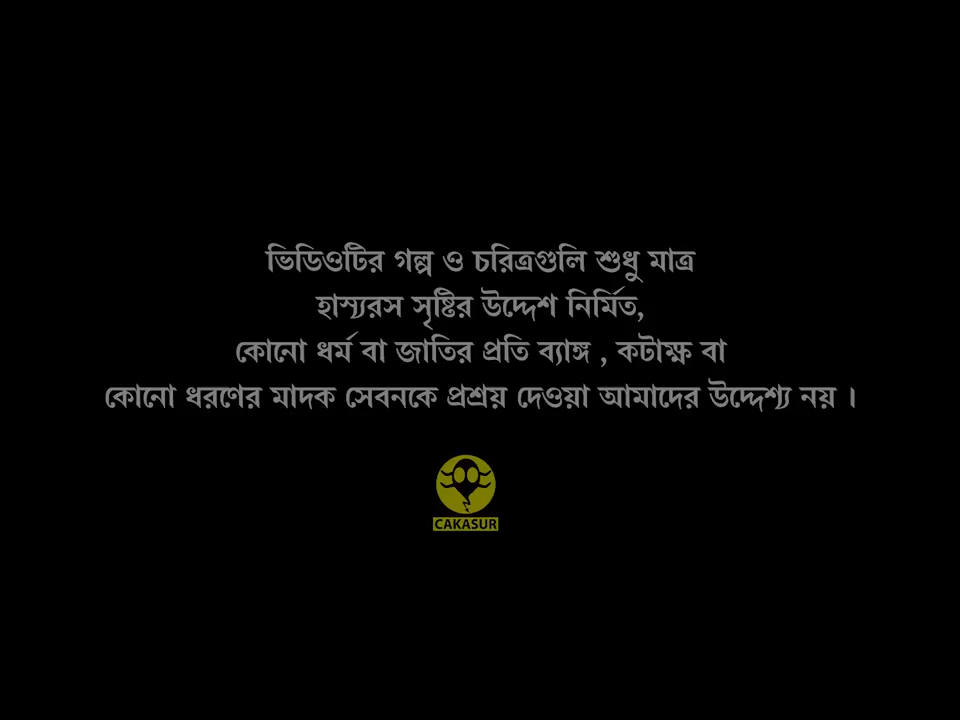 ভিডিওটির গল্প ও চরিত্রগুলি শুধু মাত্র
হাস্যরস সৃষ্টির উদ্দেশ নির্মিত,
কোনো ধর্ম বা জাতির প্রতি ব্যাঙ্গ , কটাক্ষ বা
কোনো ধরণের মাদক সেবনকে প্রশ্রয় দেওয়া আমাদের উদ্দেশ্য নয় ।
CAKASUR